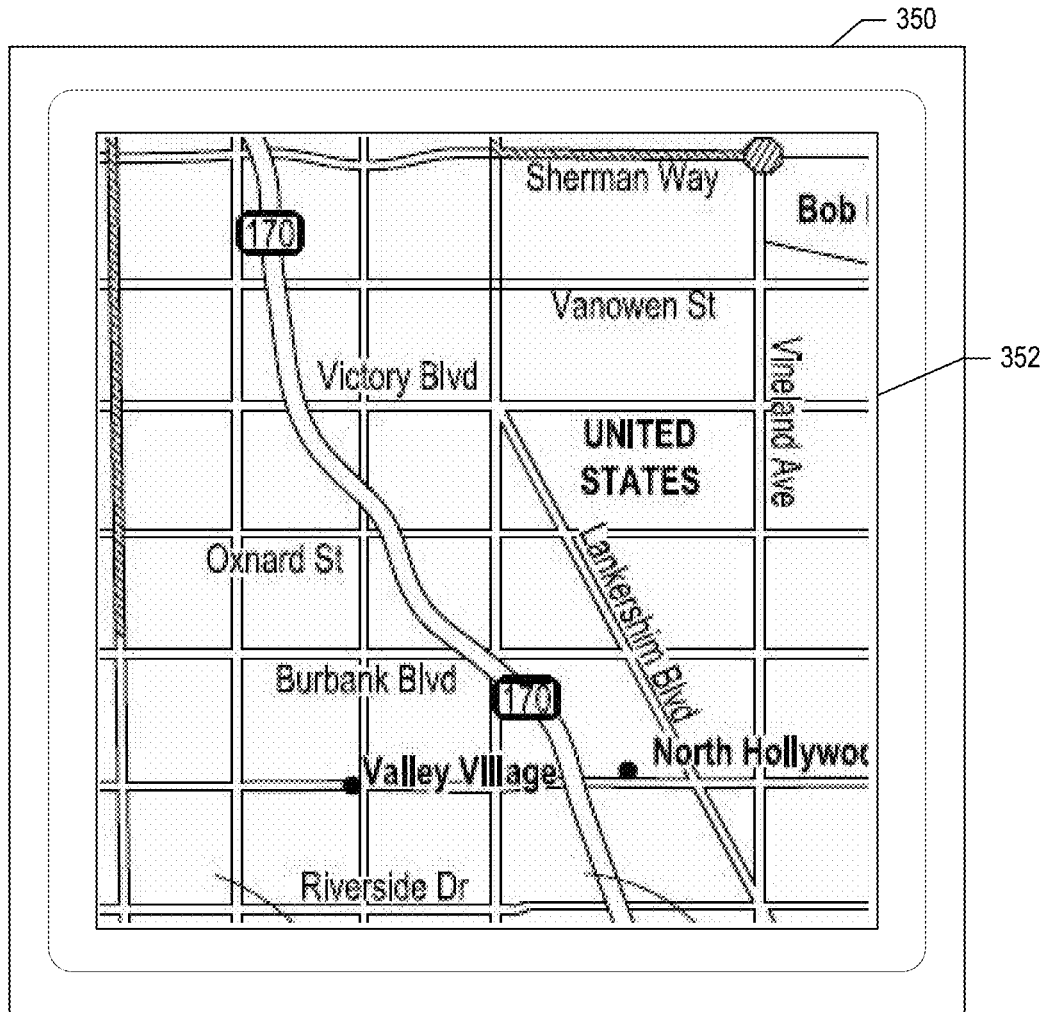 350
Sherman Way
Bob
170
Vanowen St
352
Victory Blvd
Vineland Ave
UNITED
STATES
Oxnard St
Lankershim Blvd
Burbank Blvd
170
North Hollywoo
Valley Village
Riverside Dr